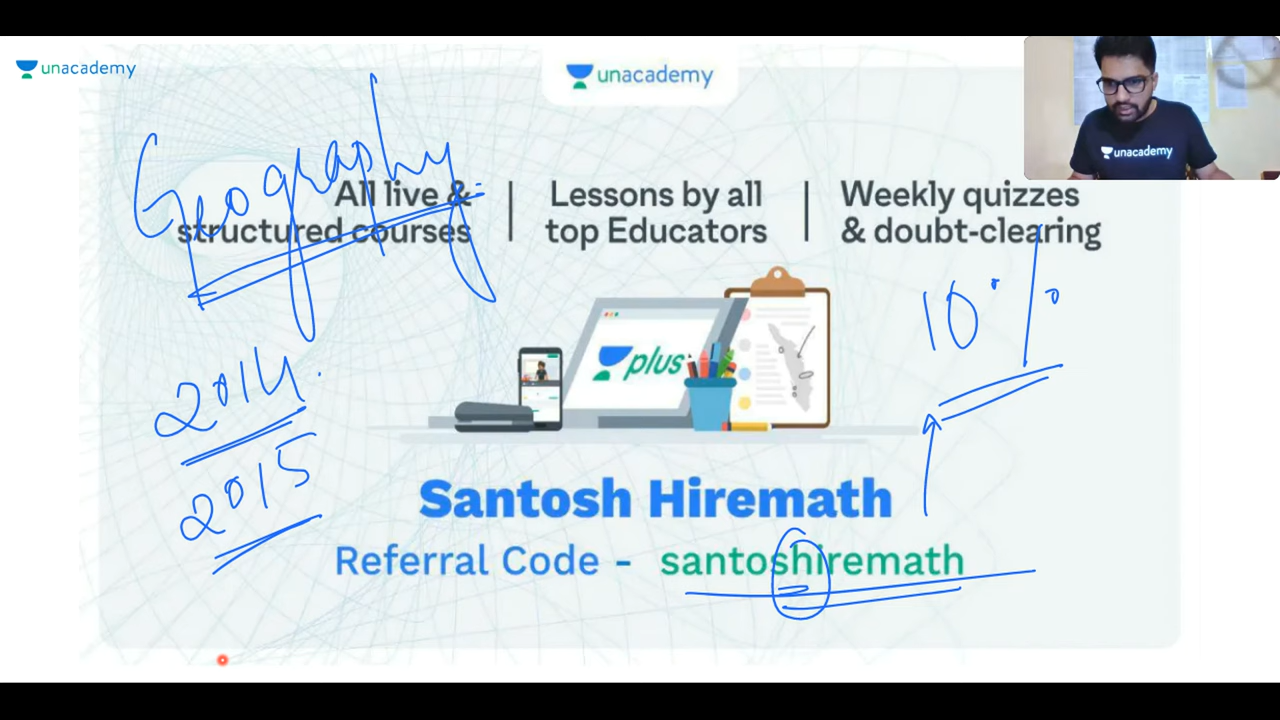 unacademy
unacademy
unacademy
Geography
All live &
structured courses
Lessons by all
top Educators
Weekly quizzes
& doubt-clearing
10%
plus
2014
2015
Santosh Hiremath
Referral Code - santoshiremath